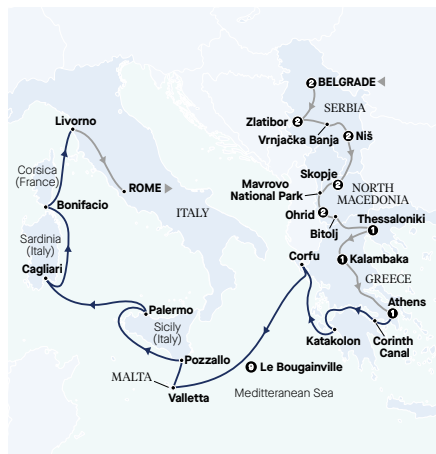 2 BELGRADE
SERBIA
Zlatibor 2
Vrnjačka Banja
2 Niš
Livorno
Skopje 2
Corsica
(France)
Mavrovo
National Park
ROME
NORTH
MACEDONIA
Bonifacio
ITALY
Ohrid 2
Thessaloniki
1
Bitolj
Sardinia
(Italy)
Corfu
1 Kalambaka
Cagliari
GREECE
Palermo
Athens
1
Sicily
(Italy)
Katakolon
Corinth
Canal
Pozzallo
MALTA
9 Le Bougainville
Valletta
Meditteranean Sea